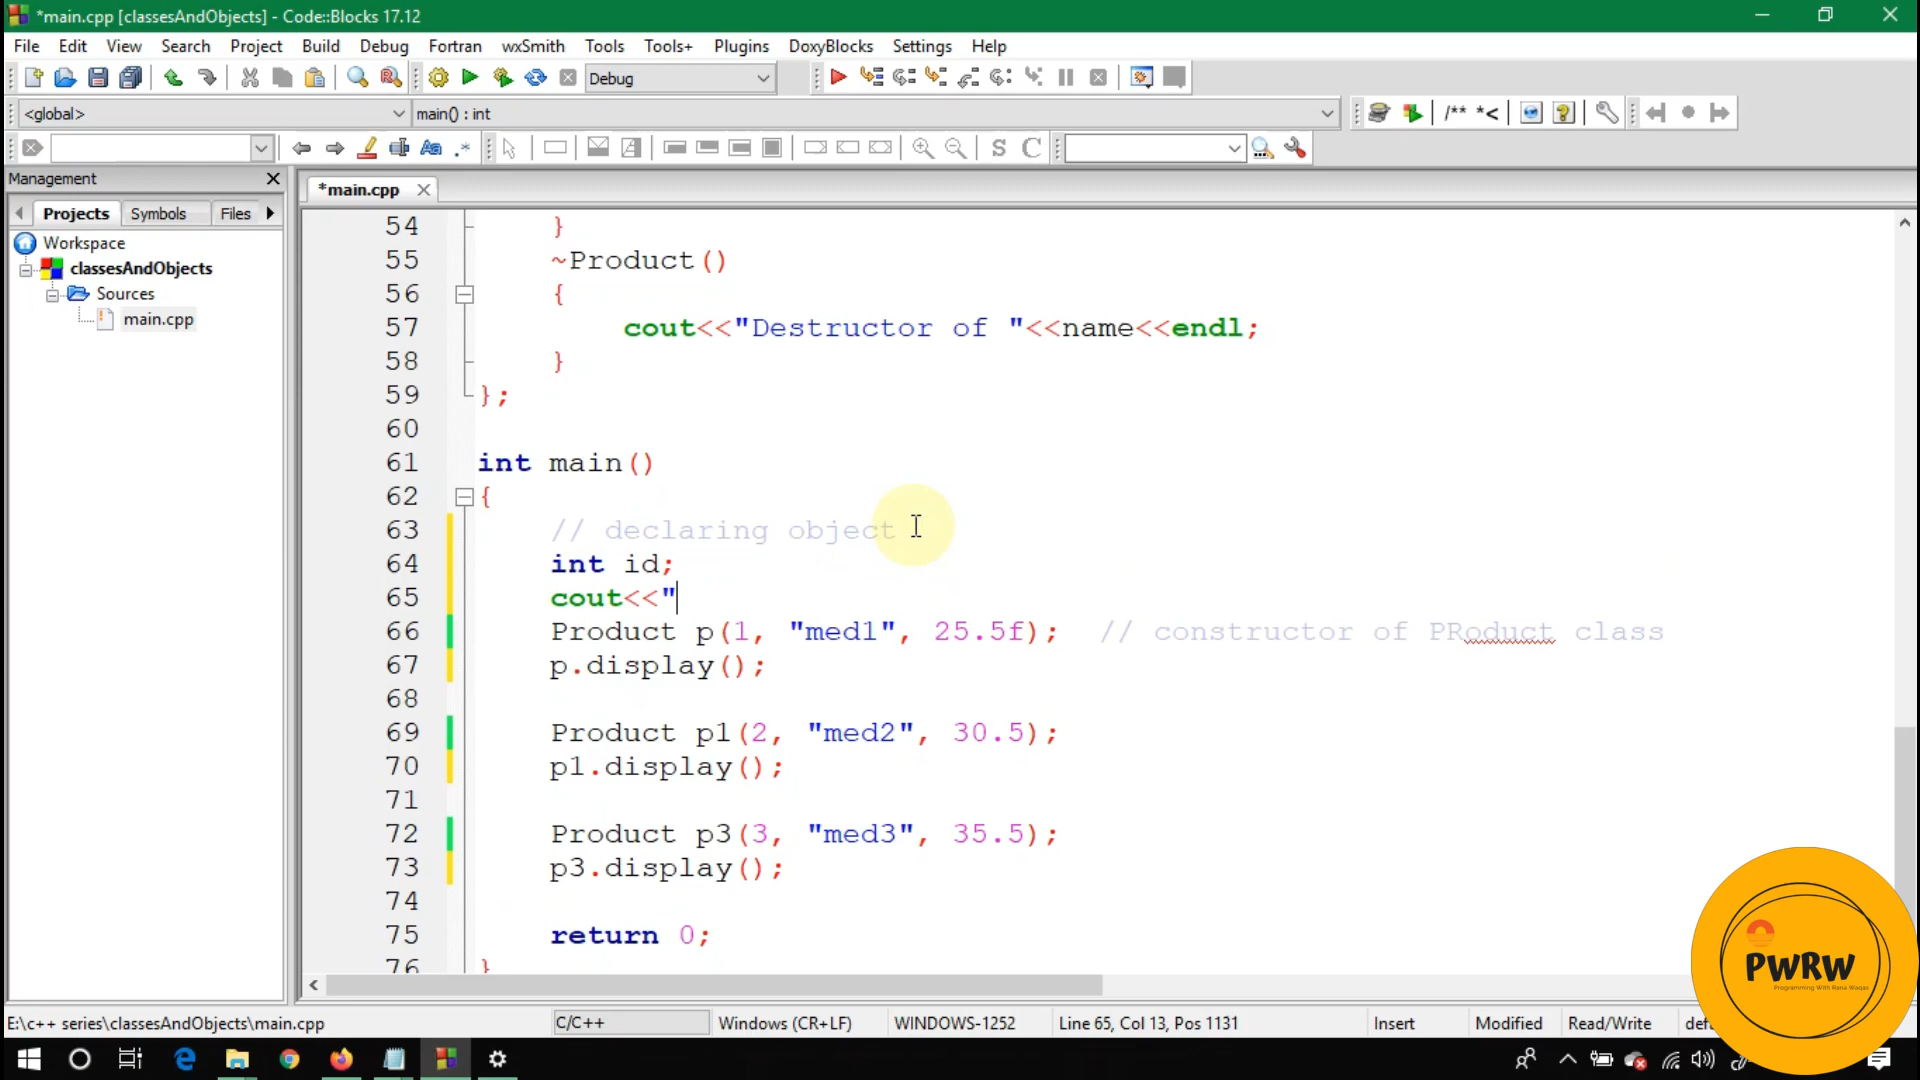 *main.cpp [classesAndObjects] - Code::Blocks 17.12
File Edit View Search Project Build Debug Fortran wxSmith Tools Tools+ Plugins DoxyBlocks Settings Help
Debug
<global> main() : int /** *<
Aa .* S C
Management
*main.cpp
Projects Symbols Files
Workspace
classesAndObjects
Sources
main.cpp
54 }
55 ~Product()
56 {
57 cout<<"Destructor of "<<name<<endl;
58 }
59 };
60
61 int main()
62 {
63 // declaring object
64 int id;
65 cout<<"
66 Product p(1, "med1", 25.5f); // constructor of PRoduct class
67 p.display();
68
69 Product p1(2, "med2", 30.5);
70 p1.display();
71
72 Product p3(3, "med3", 35.5);
73 p3.display();
74
75 return 0;
76 }
PWRW
Programming With Rana Waqas
E:\c++ series\classesAndObjects\main.cpp C/C++ Windows (CR+LF) WINDOWS-1252 Line 65, Col 13, Pos 1131 Insert Modified Read/Write